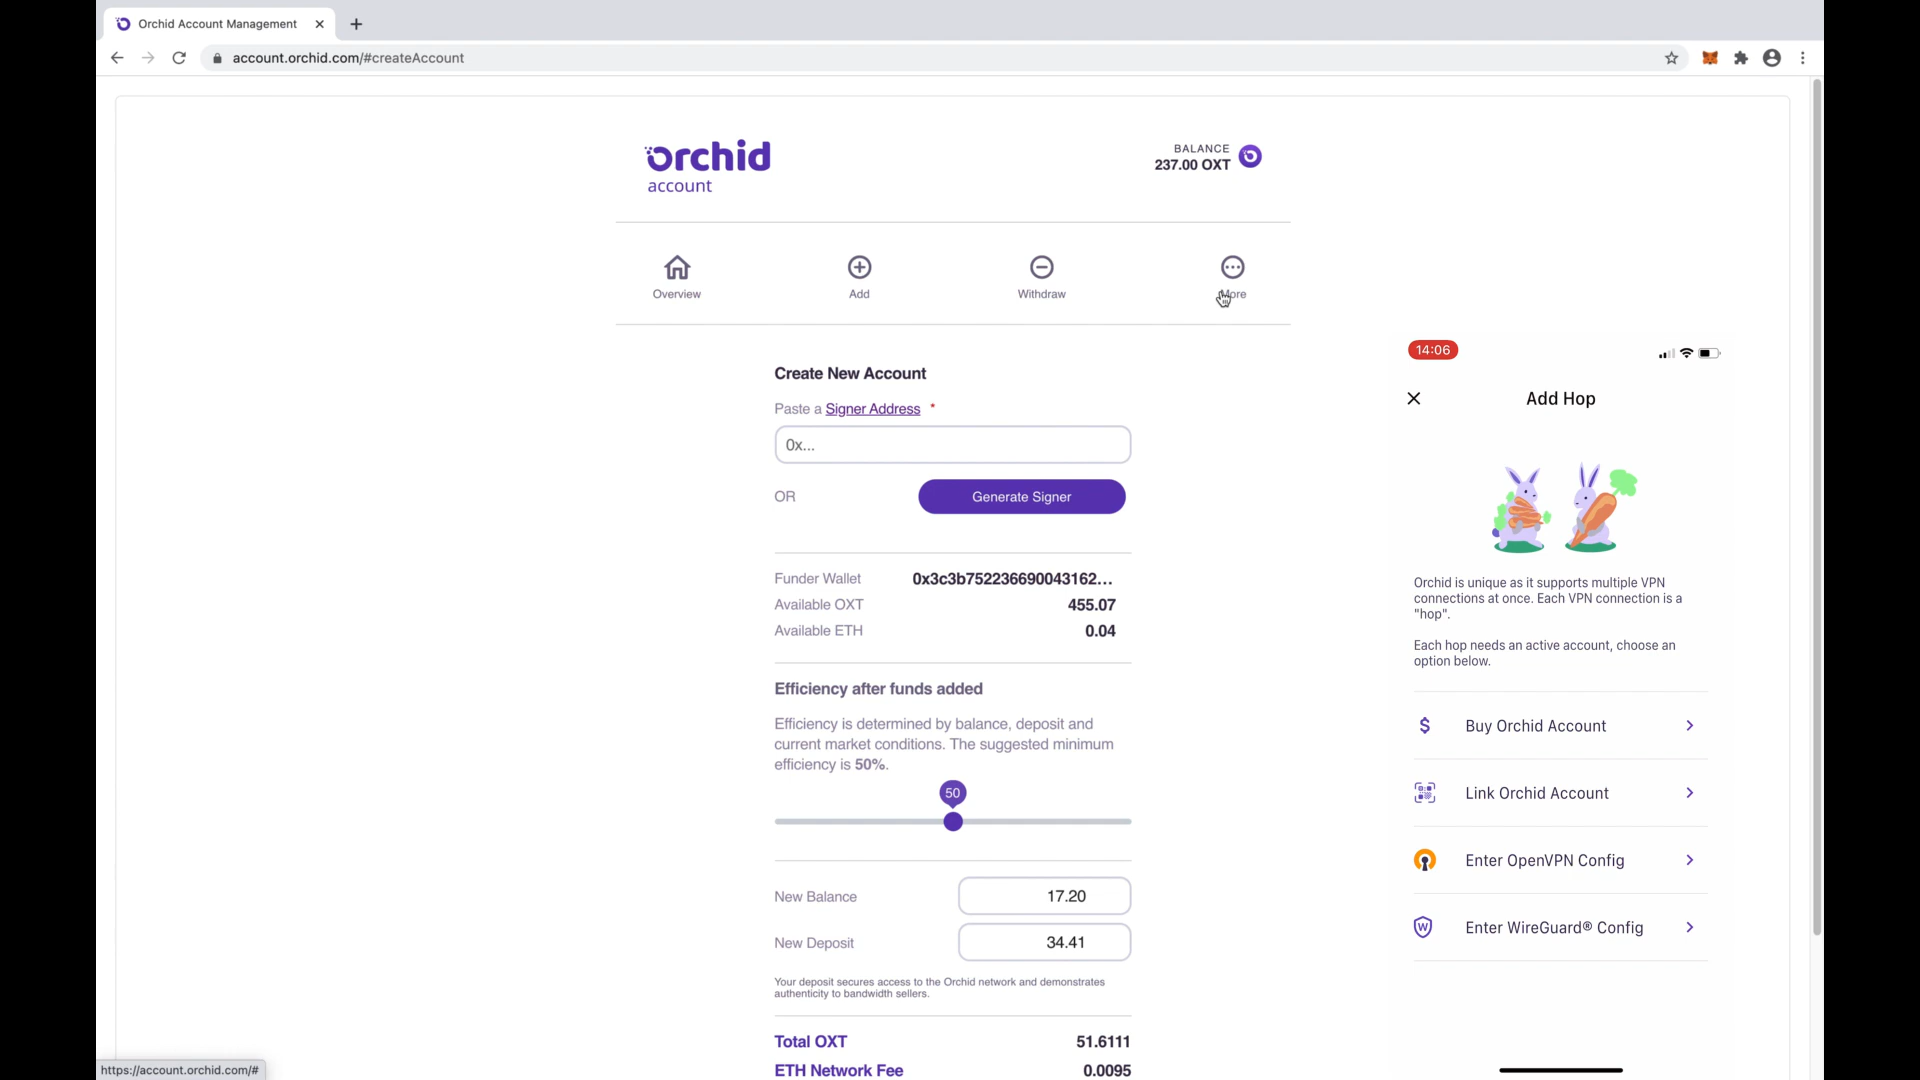 Orchid Account Management
account.orchid.com/#createAccount
orchid
account
BALANCE
237.00 OXT
Overview
Add
Withdraw
More
Create New Account
Paste a Signer Address *
0x...
OR
Generate Signer
Funder Wallet 0x3c3b752236690043162...
Available OXT 455.07
Available ETH 0.04
Efficiency after funds added
Efficiency is determined by balance, deposit and
current market conditions. The suggested minimum
efficiency is 50%.
50
New Balance 17.20
New Deposit 34.41
Your deposit secures access to the Orchid network and demonstrates
authenticity to bandwidth sellers.
Total OXT 51.6111
ETH Network Fee 0.0095
https://account.orchid.com/#
14:06
Add Hop
Orchid is unique as it supports multiple VPN
connections at once. Each VPN connection is a
"hop".
Each hop needs an active account, choose an
option below.
$ Buy Orchid Account
Link Orchid Account
Enter OpenVPN Config
W Enter WireGuard® Config